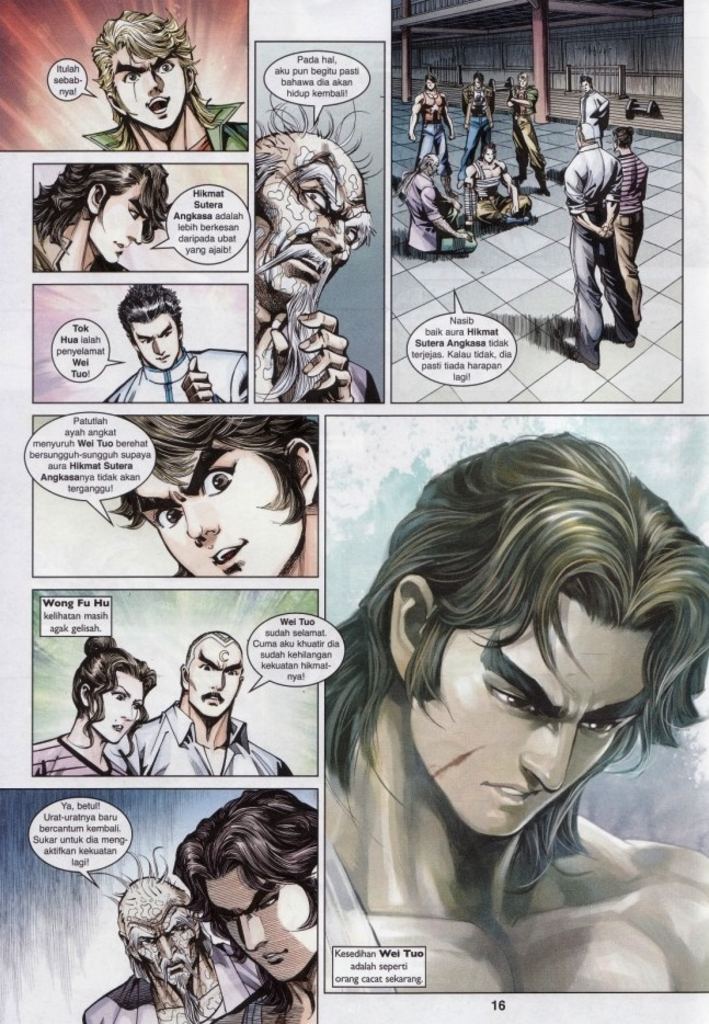 Itulah
sebab-
nya!
Pada hal,
aku pun begitu pasti
bahawa dia akan
hidup kembali!
Hikmat
Sutera
Angkasa adalah
lebih berkesan
daripada ubat
yang ajaib!
Tok
Hua ialah
penyelamat
Wei
Tuo!
Nasib
baik aura Hikmat
Sutera Angkasa tidak
terjejas. Kalau tidak, dia
pasti tiada harapan
lagi!
Patutlah
ayah angkat
menyuruh Wei Tuo berehat
bersungguh-sungguh supaya
aura Hikmat Sutera
Angkasanya tidak akan
terganggu!
Wong Fu Hu
kelihatan masih
agak gelisah.
Wei Tuo
sudah selamat.
Cuma aku khuatir dia
sudah kehilangan
kekuatan hikmat-
nya!
Ya, betul!
Urat-uratnya baru
bercantum kembali.
Sukar untuk dia meng-
aktifkan kekuatan
lagi!
Kesedihan Wei Tuo
adalah seperti
orang cacat sekarang.
16